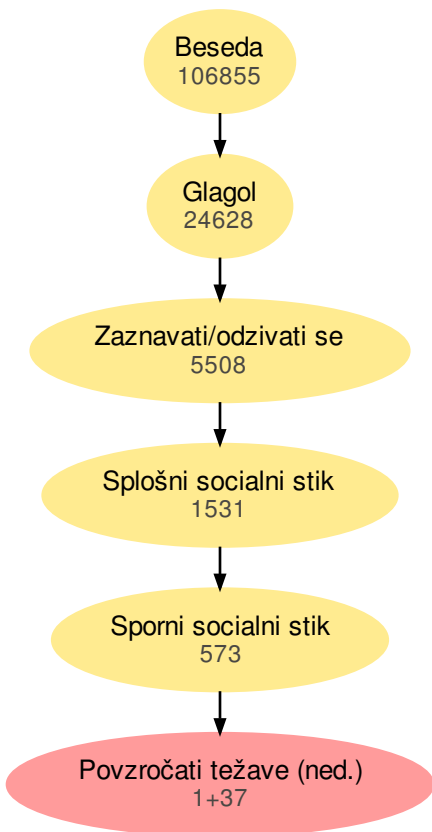 Beseda
106855
Glagol
24628
Zaznavati/odzivati se
5508
Splošni socialni stik
1531
Sporni socialni stik
573
Povzročati težave (ned.)
1+37